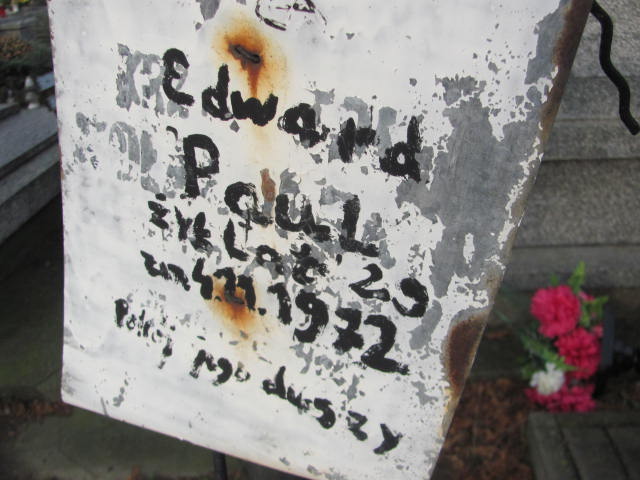 Edward
Paul
żył lat 29
zm 4.11.1972
Pokój jego duszy